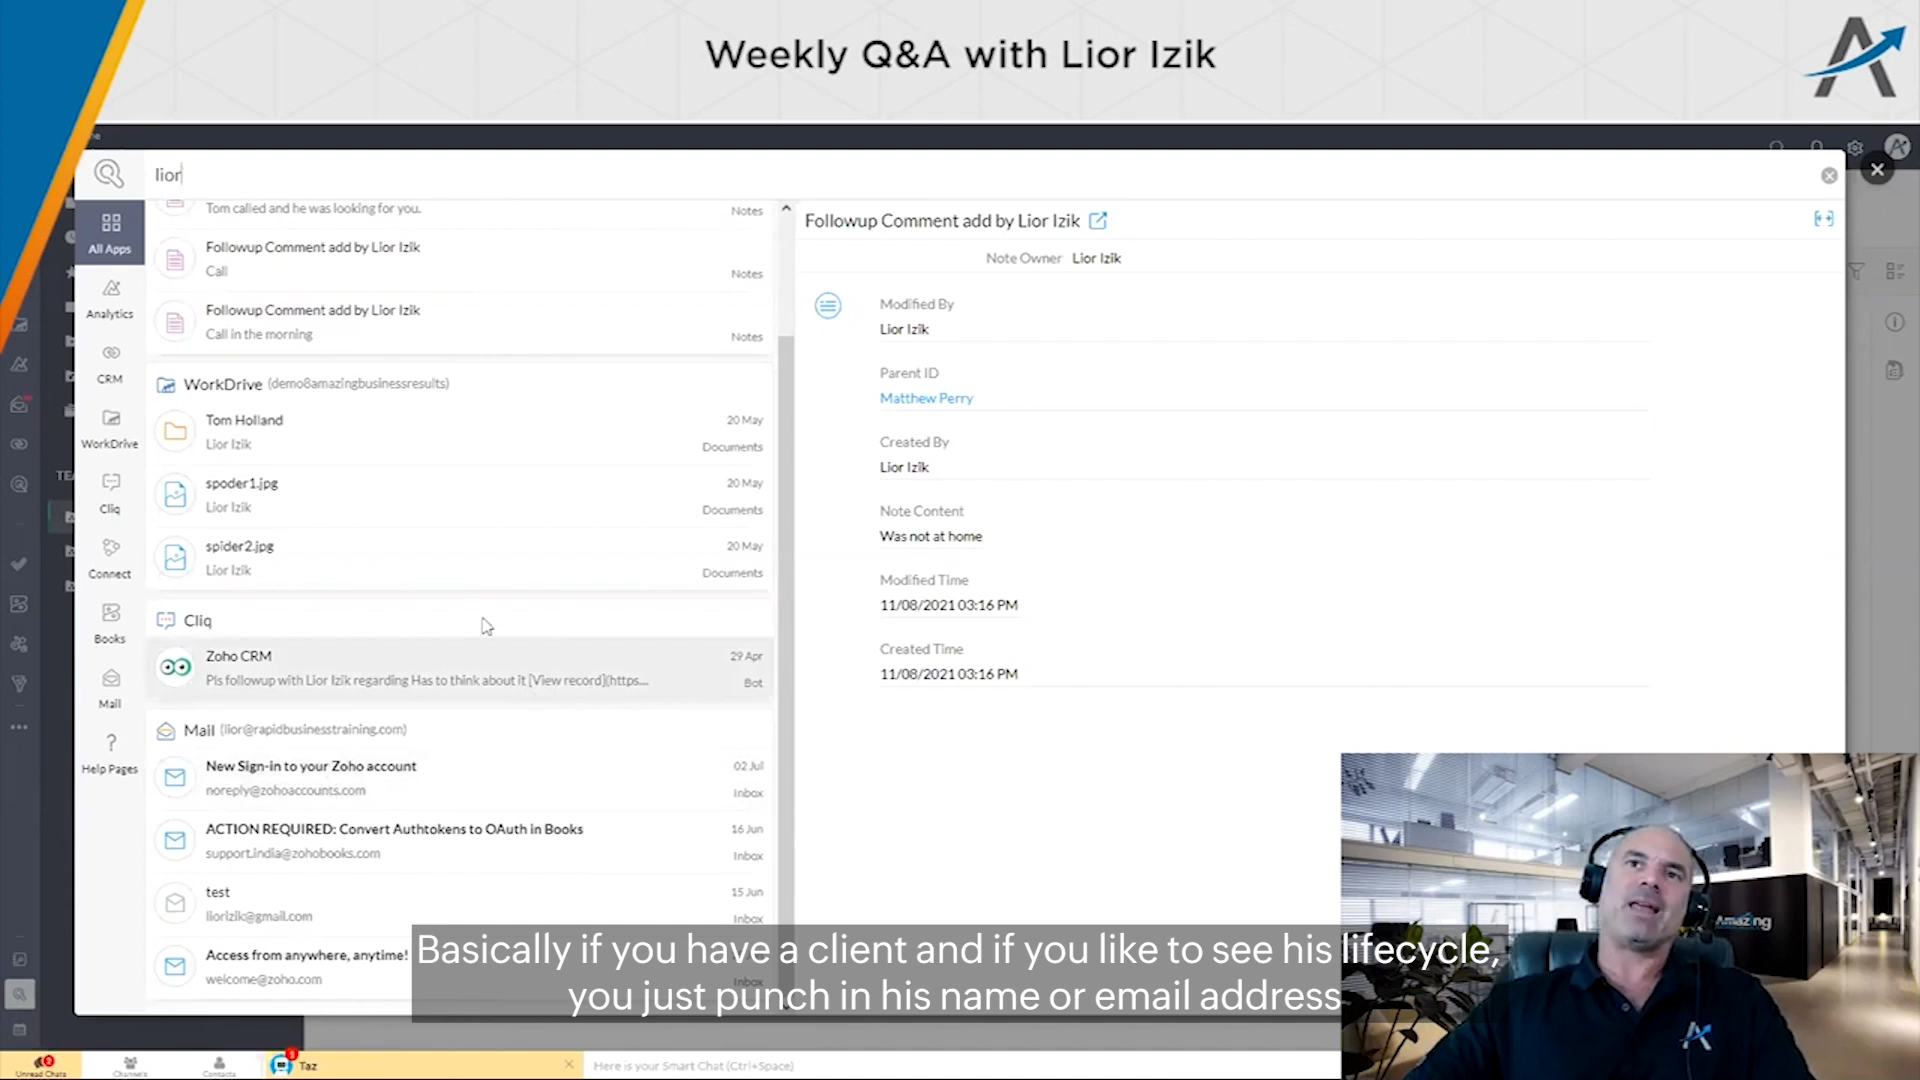 Weekly Q&A with Lior Izik
lior
Tom called and he was looking for you.
Notes
Followup Comment add by Lior Izik
Call
Notes
Followup Comment add by Lior Izik
Call in the morning
Notes
WorkDrive (demo8amazingbusinessresults)
Tom Holland
20 May
Lior Izik
Documents
spoder1.jpg
20 May
Lior Izik
Documents
spider2.jpg
20 May
Lior Izik
Documents
Cliq
Zoho CRM
29 Apr
Pls followup with Lior Izik regarding Has to think about it [View record](https...
Bot
Mail (lior@rapidbusinesstraining.com)
New Sign-in to your Zoho account
02 Jul
noreply@zohoaccounts.com
Inbox
ACTION REQUIRED: Convert Authtokens to OAuth in Books
16 Jun
support.india@zohobooks.com
Inbox
test
15 Jun
liorizik@gmail.com
Inbox
Access from anywhere, anytime!
welcome@zoho.com
Inbox
All Apps
Analytics
CRM
WorkDrive
Cliq
Connect
Books
Mail
Help Pages
Followup Comment add by Lior Izik
Note Owner Lior Izik
Modified By
Lior Izik
Parent ID
Matthew Perry
Created By
Lior Izik
Note Content
Was not at home
Modified Time
11/08/2021 03:16 PM
Created Time
11/08/2021 03:16 PM
Amazing
Basically if you have a client and if you like to see his lifecycle,
you just punch in his name or email address
Unread Chats
Channels
Contacts
Taz
Here is your Smart Chat (Ctrl+Space)